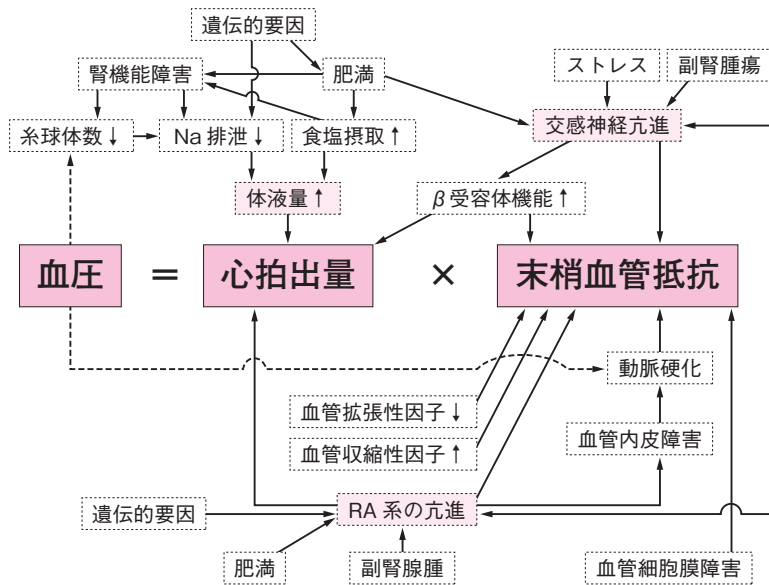 遺伝的要因
腎機能障害
肥満
ストレス
副腎腫瘍
糸球体数↓
Na 排泄↓
食塩摂取↑
交感神経亢進
体液量↑
β受容体機能↑
血圧 = 心拍出量 × 末梢血管抵抗
動脈硬化
血管拡張性因子↓
血管収縮性因子↑
血管内皮障害
遺伝的要因
RA 系の亢進
肥満
副腎腺腫
血管細胞膜障害